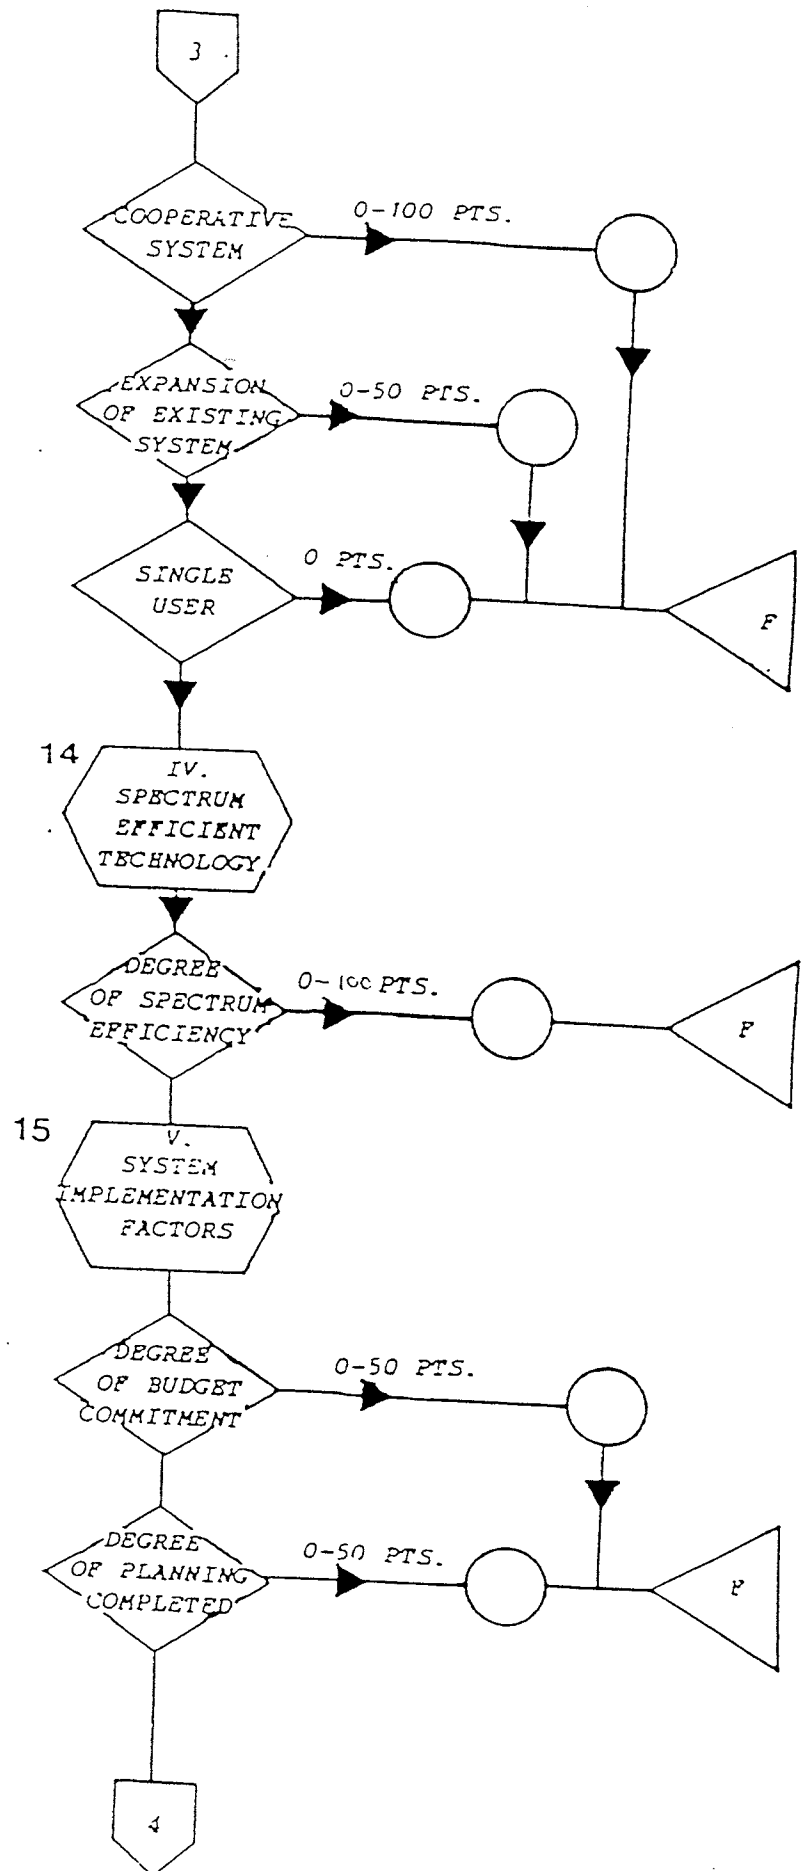 3
COOPERATIVE
SYSTEM
0-100 PTS.
EXPANSION
OF EXISTING
SYSTEM
0-50 PTS.
SINGLE
USER
0 PTS.
F
14
IV.
SPECTRUM
EFFICIENT
TECHNOLOGY
DEGREE
OF SPECTRUM
EFFICIENCY
0-100 PTS.
F
15
V.
SYSTEM
IMPLEMENTATION
FACTORS
DEGREE
OF BUDGET
COMMITMENT
0-50 PTS.
DEGREE
OF PLANNING
COMPLETED
0-50 PTS.
F
4